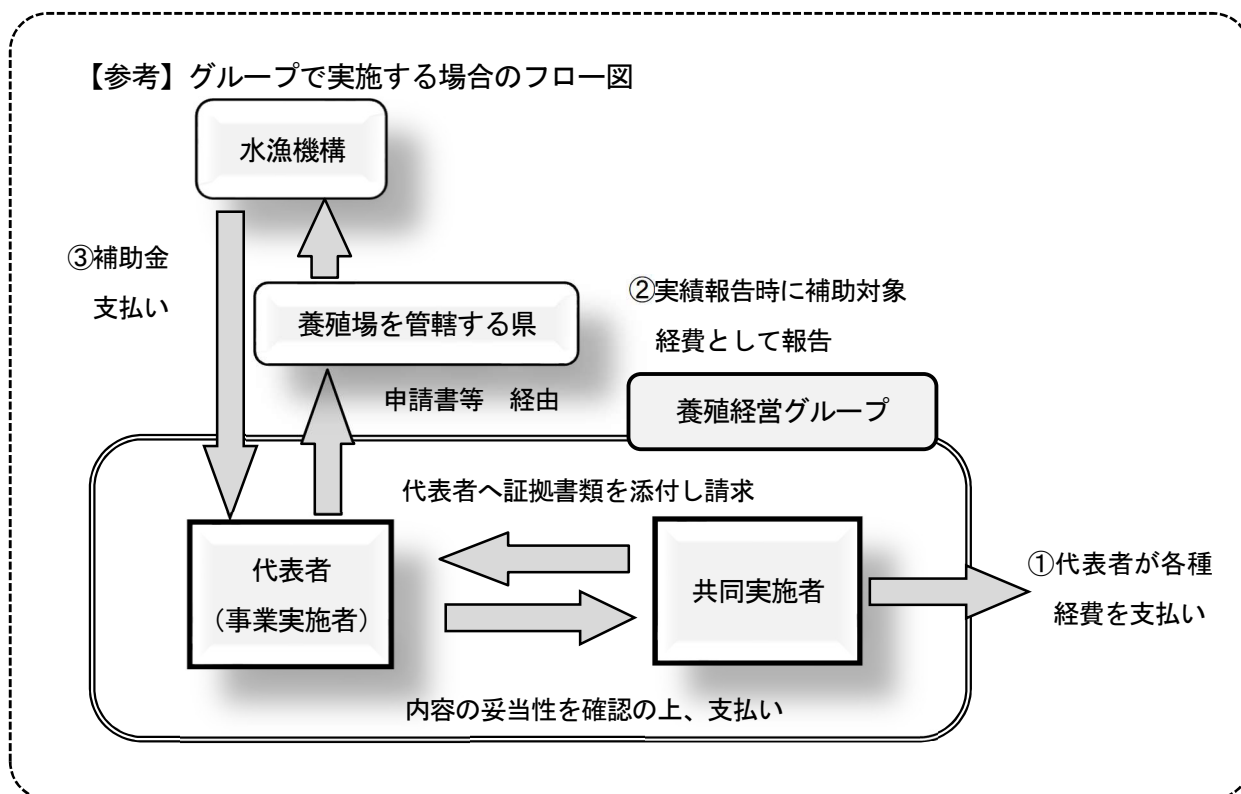 【参考】グループで実施する場合のフロー図
水漁機構
③補助金
支払い
養殖場を管轄する県
②実績報告時に補助対象
経費として報告
申請書等 経由
養殖経営グループ
代表者へ証拠書類を添付し請求
代表者
（事業実施者）
共同実施者
①代表者が各種
経費を支払い
内容の妥当性を確認の上、支払い